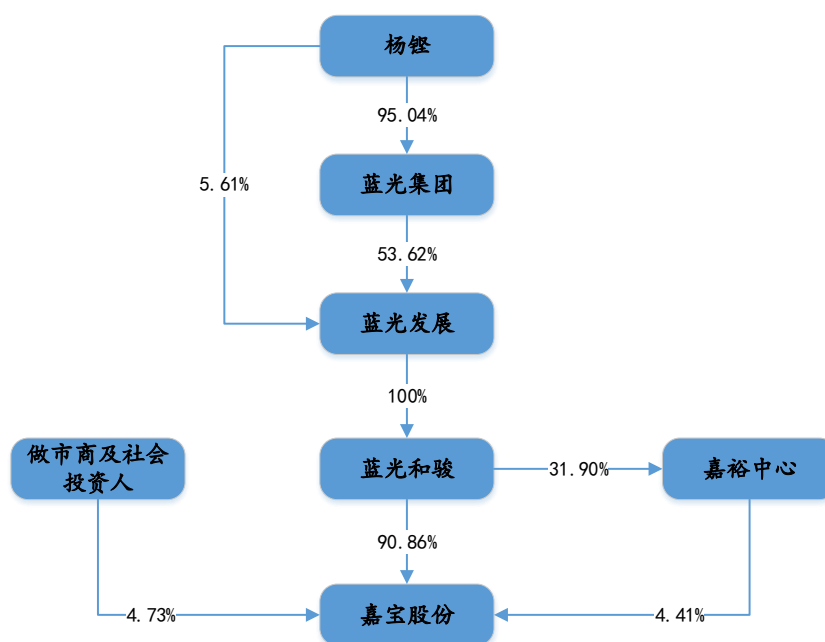 杨铿
95.04%
5.61%
蓝光集团
53.62%
蓝光发展
100%
做市商及社会
投资人
蓝光和骏
31.90%
嘉裕中心
90.86%
4.73%
嘉宝股份
4.41%